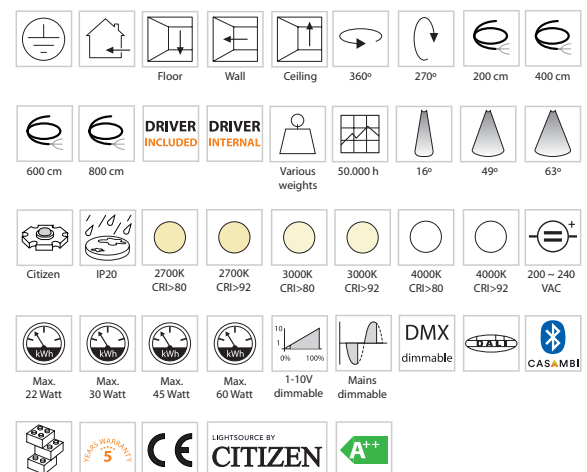 Floor
Wall
Ceiling
360º
270º
200 cm
400 cm
DRIVER
INCLUDED
DRIVER
INTERNAL
600 cm
800 cm
Various
weights
50.000 h
16º
49º
63º
Citizen
IP20
2700K
CRI>80
2700K
CRI>92
3000K
CRI>80
3000K
CRI>92
4000K
CRI>80
4000K
CRI>92
+
200 ~ 240
VAC
kWh
kWh
kWh
kWh
10
1
0%
100%
DMX
dimmable
DALI
CASAMBI
Max.
22 Watt
Max.
30 Watt
Max.
45 Watt
Max.
60 Watt
1-10V
dimmable
Mains
dimmable
YEARS WARRANTY
5
CE
LIGHTSOURCE BY
CITIZEN
A++